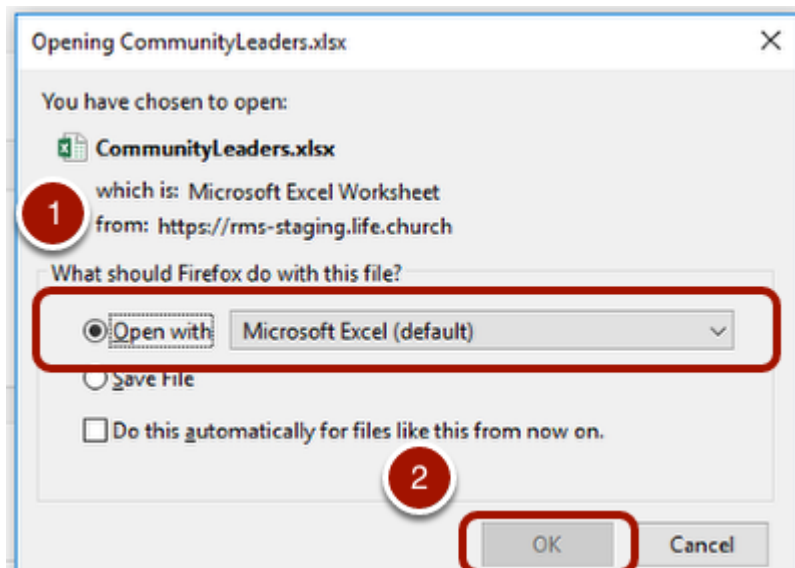 Opening CommunityLeaders.xlsx
You have chosen to open:
CommunityLeaders.xlsx
which is: Microsoft Excel Worksheet
1
from: https://rms-staging.life.church
What should Firefox do with this file?
Open with Microsoft Excel (default)
Save File
Do this automatically for files like this from now on.
2
OK Cancel